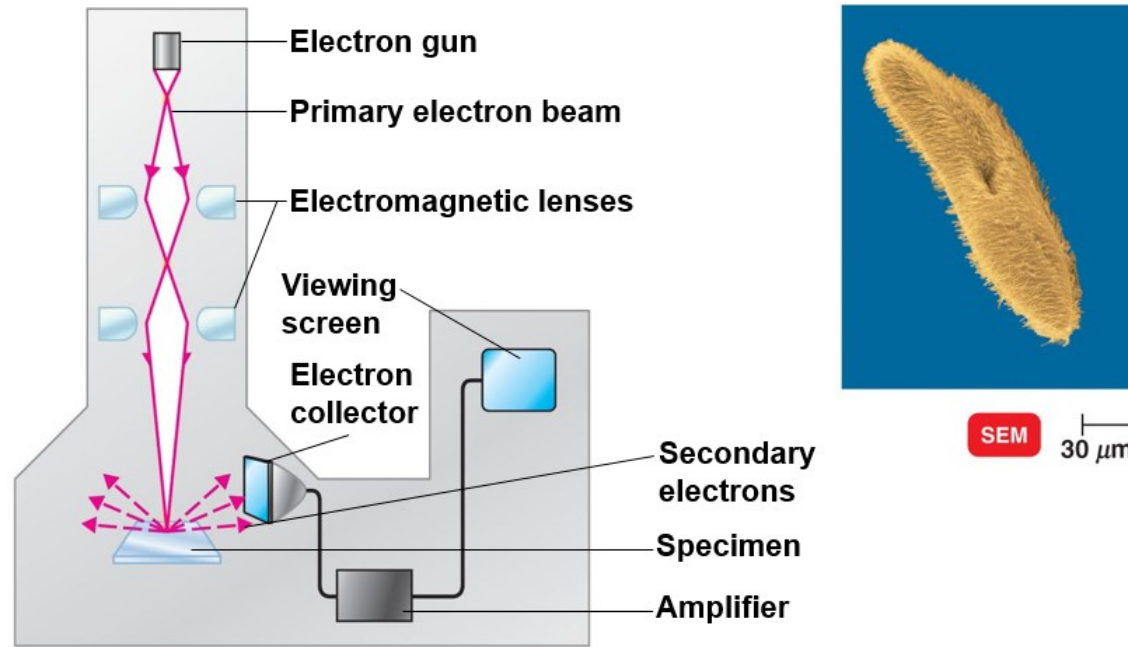 Electron gun
Primary electron beam
Electromagnetic lenses
Viewing
screen
Electron
collector
Secondary
electrons
Specimen
Amplifier
SEM
30 μm